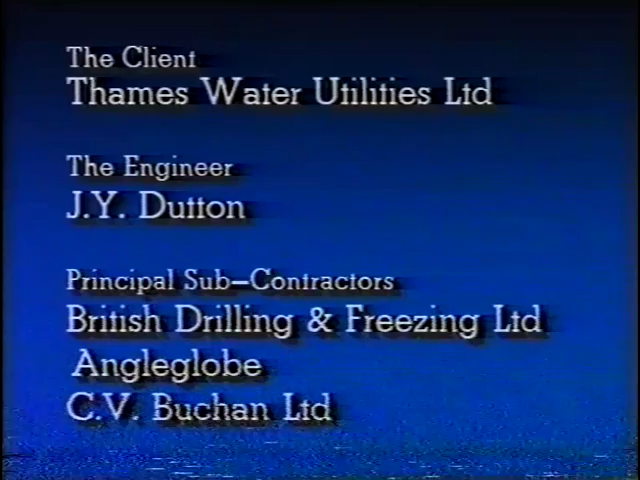 The Client
Thames Water Utilities Ltd
The Engineer
J.Y. Dutton
Principal Sub-Contractors
British Drilling & Freezing Ltd
Angleglobe
C.V. Buchan Ltd